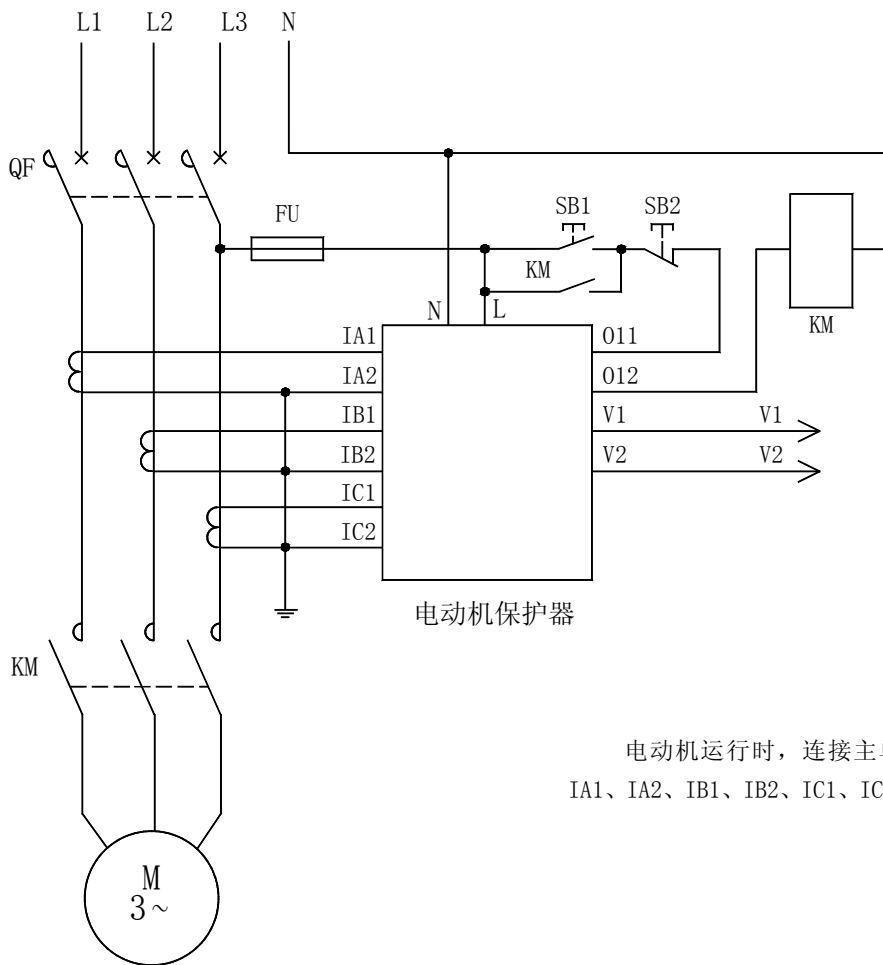 L1 L2 L3 N
QF
FU
SB1 SB2
KM
KM
N L
IA1
IA2
IB1
IB2
IC1
IC2
O11
O12
V1 V1
V2 V2
电动机保护器
KM
电动机运行时，连接主
IA1、IA2、IB1、IB2、IC1、IC
M
3~